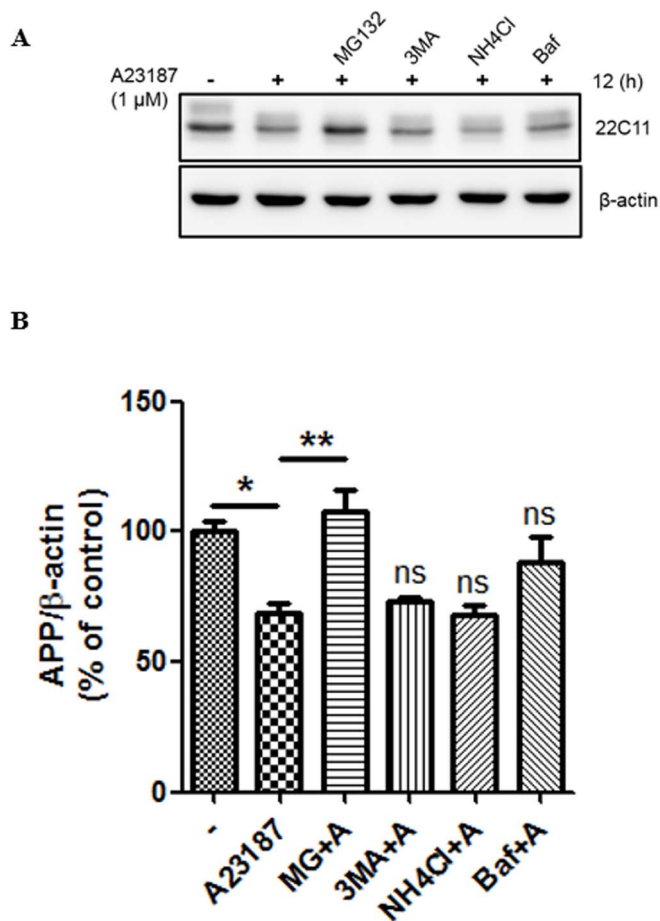 A
MG132 3MA NH4Cl Baf
A23187 - + + + + + 12 (h)
(1 μM)
22C11
β-actin
B
150
100
50
0
APP/β-actin
(% of control)
* ** ns ns ns
- A23187 MG+A 3MA+A NH4Cl+A Baf+A